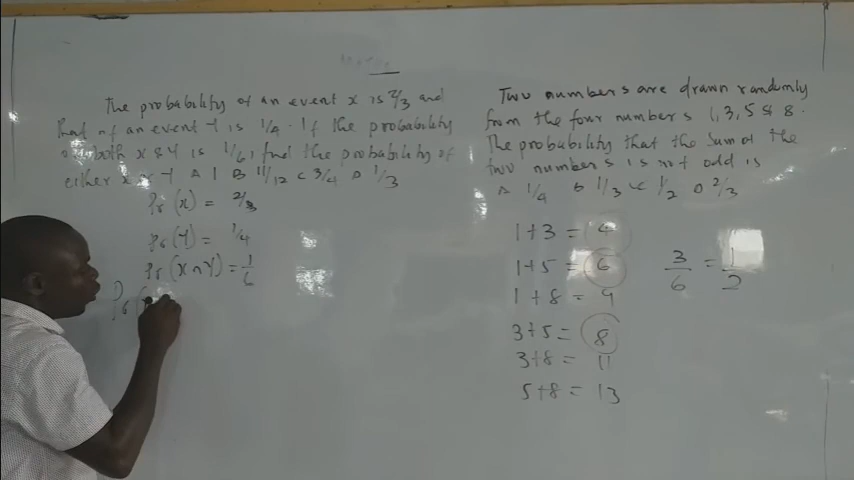 The probability of an event x is 2/3 and
that of an event Y is 1/4. If the probability
both X & Y is 1/6, find the probability of
either Y A 1 B 11/12 C 3/4 D 1/3
Pr (x) = 2/3
Pr (Y) = 1/4
Pr (X ∩ Y) = 1/6
Pr (
Two numbers are drawn randomly
from the four numbers 1, 3, 5 & 8.
The probability that the sum of the
two numbers is not odd is
A 1/4 B 1/3 C 1/2 D 2/3
1+3 = 4
1+5 = 6
1+8 = 9
3+5 = 8
3+8 = 11
5+8 = 13
3/6 = 1/2